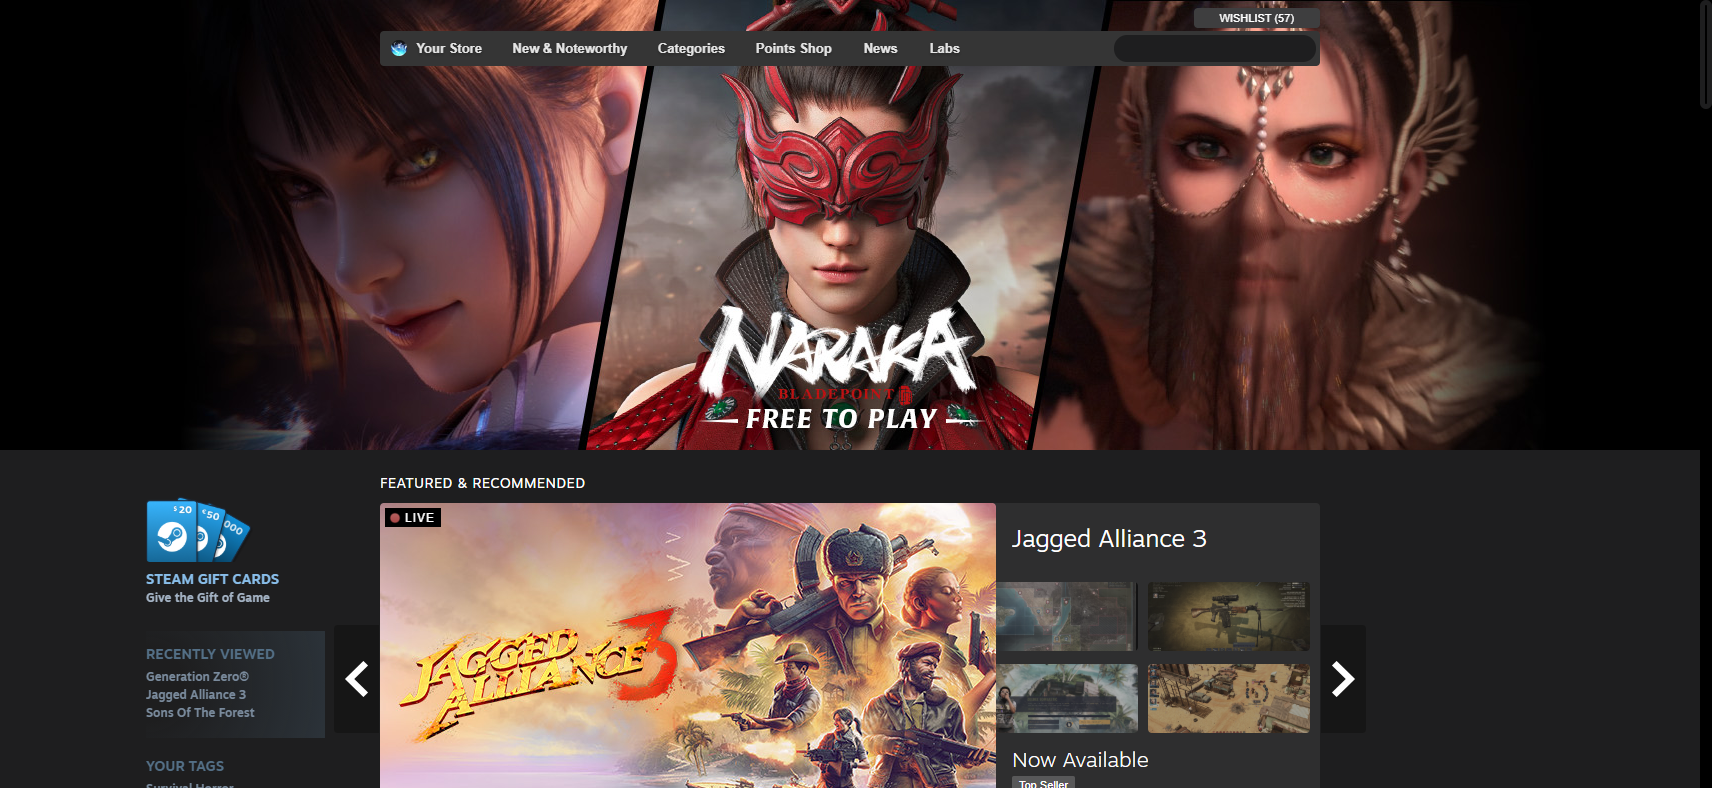 WISHLIST (57)
Your Store New & Noteworthy Categories Points Shop News Labs
NARAKA
BLADEPOINT
FREE TO PLAY
FEATURED & RECOMMENDED
$20
€50
000
STEAM GIFT CARDS
Give the Gift of Game
RECENTLY VIEWED
Generation Zero®
Jagged Alliance 3
Sons Of The Forest
YOUR TAGS
Survival Horror
LIVE
JAGGED
ALLIANCE 3
Jagged Alliance 3
Now Available
Top Seller